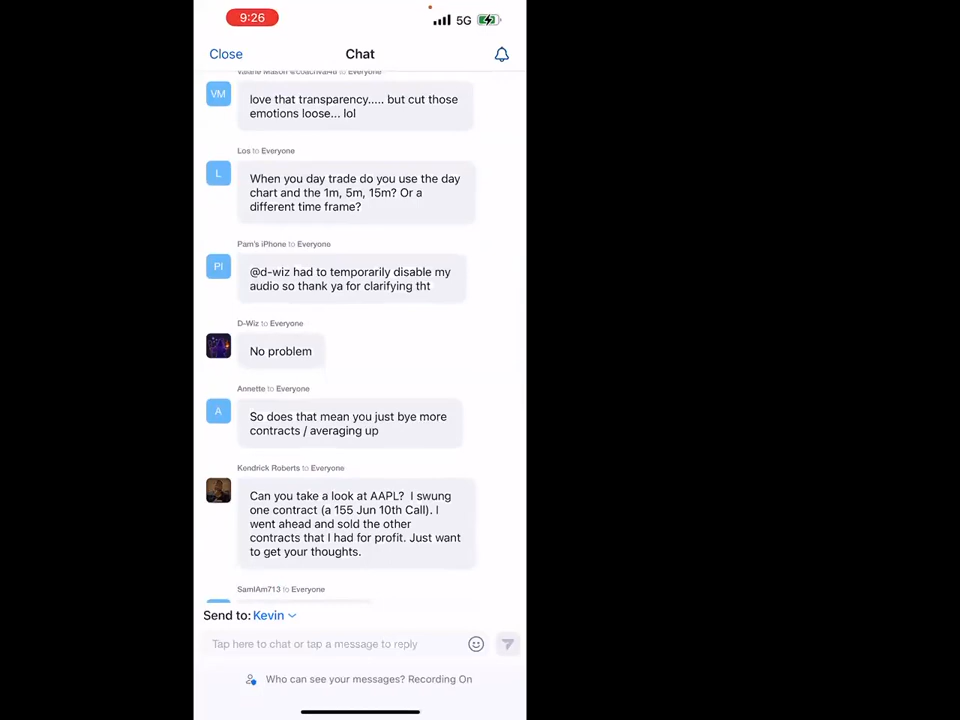 9:26
5G
Close
Chat
Valarie Mason @coachval48 to Everyone
VM
love that transparency..... but cut those
emotions loose... lol
Los to Everyone
L
When you day trade do you use the day
chart and the 1m, 5m, 15m? Or a
different time frame?
Pam's iPhone to Everyone
PI
@d-wiz had to temporarily disable my
audio so thank ya for clarifying tht
D-Wiz to Everyone
No problem
Annette to Everyone
A
So does that mean you just bye more
contracts / averaging up
Kendrick Roberts to Everyone
Can you take a look at AAPL? I swung
one contract (a 155 Jun 10th Call). I
went ahead and sold the other
contracts that I had for profit. Just want
to get your thoughts.
SamIAm713 to Everyone
Send to: Kevin
Tap here to chat or tap a message to reply
Who can see your messages? Recording On